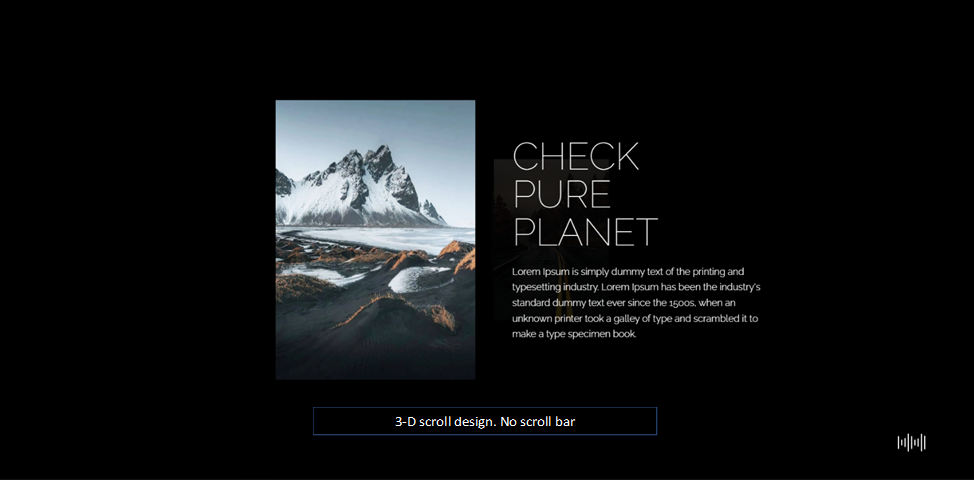 CHECK
PURE
PLANET
Lorem Ipsum is simply dummy text of the printing and
typesetting industry. Lorem Ipsum has been the industry's
standard dummy text ever since the 1500s, when an
unknown printer took a galley of type and scrambled it to
make a type specimen book.
3-D scroll design. No scroll bar